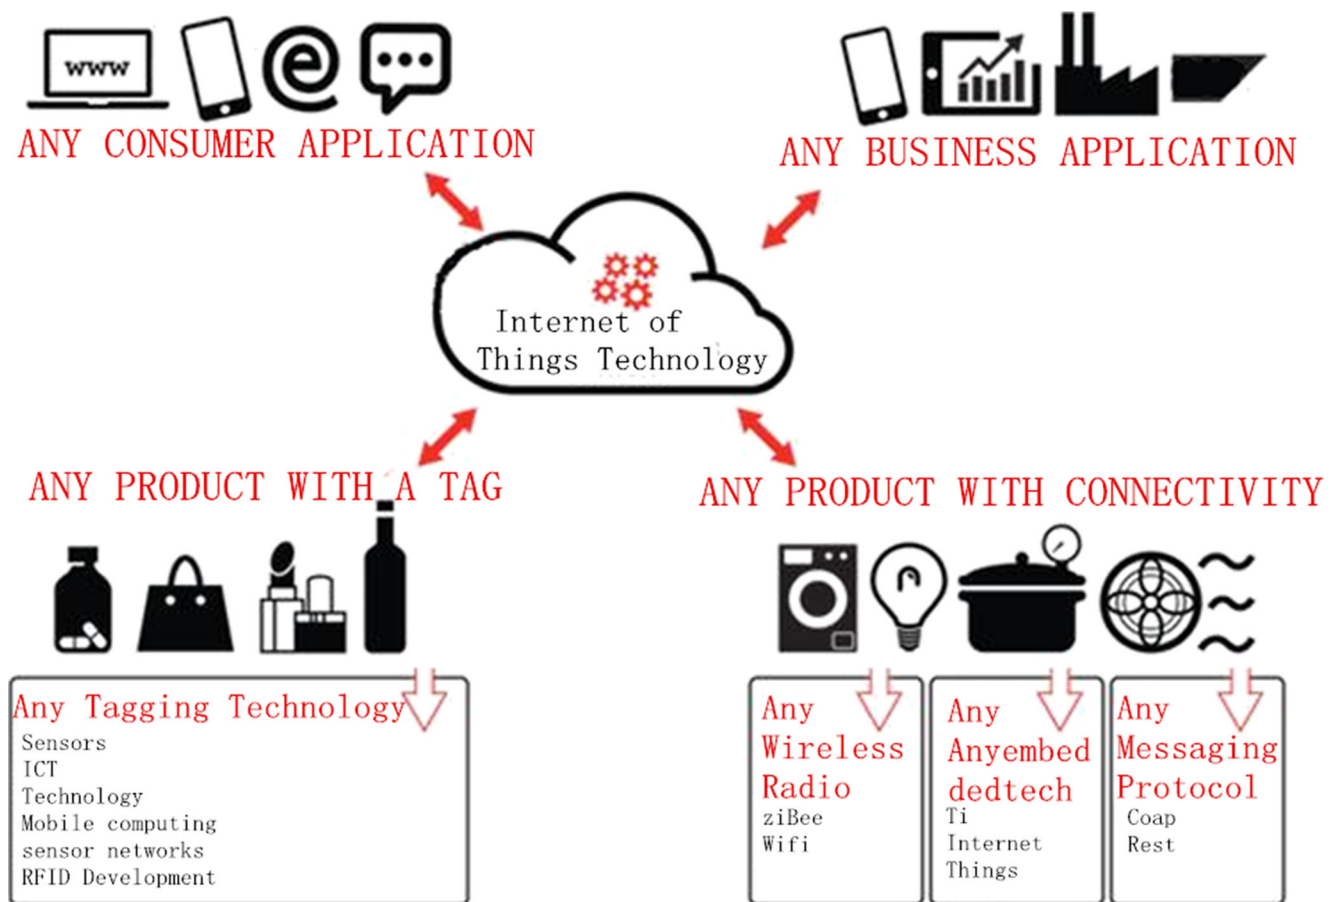 www
ANY CONSUMER APPLICATION
ANY BUSINESS APPLICATION
Internet of
Things Technology
ANY PRODUCT WITH A TAG
ANY PRODUCT WITH CONNECTIVITY
Any Tagging Technology
Sensors
ICT
Technology
Mobile computing
sensor networks
RFID Development
Any
Wireless
Radio
ziBee
Wifi
Any
Anyembed
dedtech
Ti
Internet
Things
Any
Messaging
Protocol
Coap
Rest